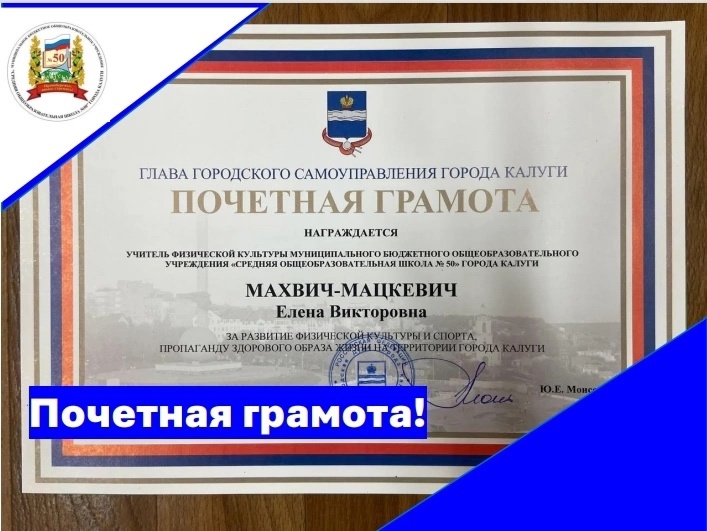 № 50
ГЛАВА ГОРОДСКОГО САМОУПРАВЛЕНИЯ ГОРОДА КАЛУГИ
ПОЧЕТНАЯ ГРАМОТА
НАГРАЖДАЕТСЯ
УЧИТЕЛЬ ФИЗИЧЕСКОЙ КУЛЬТУРЫ МУНИЦИПАЛЬНОГО БЮДЖЕТНОГО ОБЩЕОБРАЗОВАТЕЛЬНОГО
УЧРЕЖДЕНИЯ «СРЕДНЯЯ ОБЩЕОБРАЗОВАТЕЛЬНАЯ ШКОЛА № 50» ГОРОДА КАЛУГИ
МАХВИЧ-МАЦКЕВИЧ
Елена Викторовна
ЗА РАЗВИТИЕ ФИЗИЧЕСКОЙ КУЛЬТУРЫ И СПОРТА,
ПРОПАГАНДУ ЗДОРОВОГО ОБРАЗА ЖИЗНИ НА ТЕРРИТОРИИ ГОРОДА КАЛУГИ
Ю.Е.
Почетная грамота!